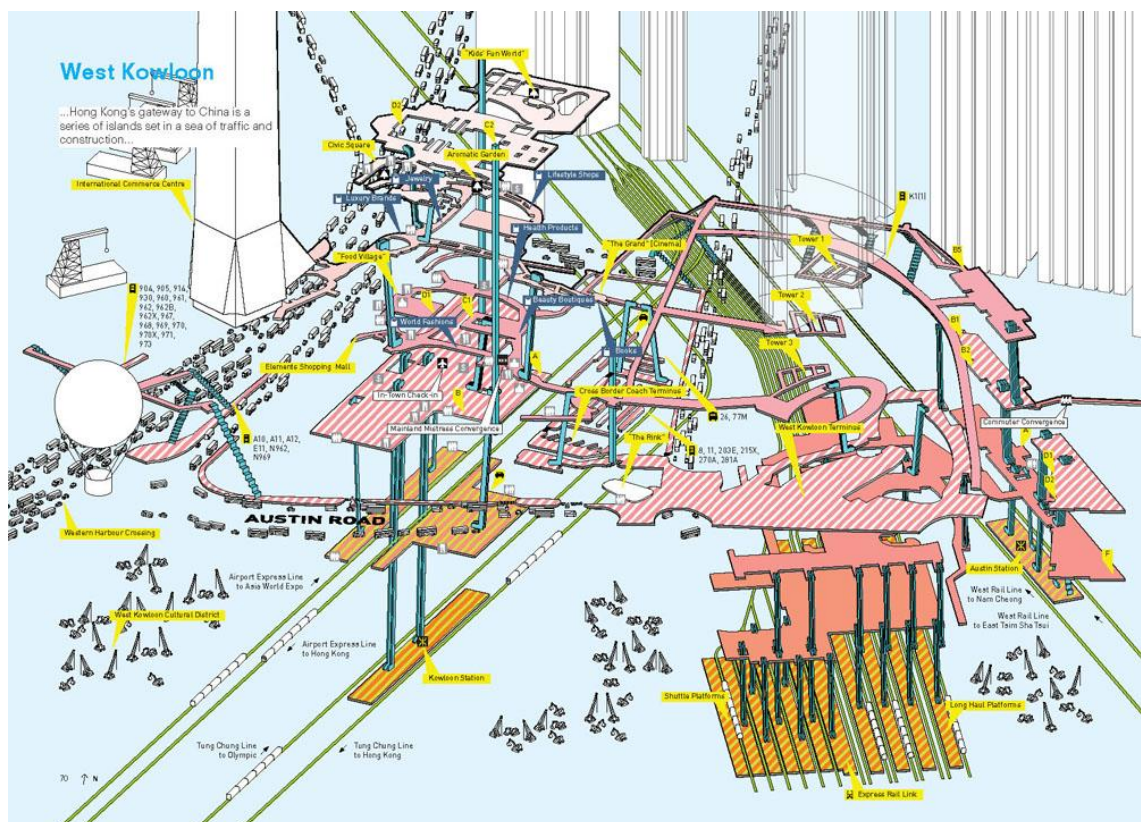 West Kowloon
...Hong Kong's gateway to China is a
series of islands set in a sea of traffic and
construction...
International Commerce Centre
"Kids' Fun World"
D2
C2
Civic Square
Aromatic Garden
Jewelry
Lifestyle Shops
Luxury Brands
Health Products
"The Grand" [Cinema]
K1(1)
Tower 1
B5
"Food Village"
904, 905, 914,
930, 960, 961,
962, 962B,
962X, 967,
968, 969, 970,
970X, 971,
973
D1
C1
Beauty Boutiques
Tower 2
World Fashions
B1
Tower 3
Books
B2
Elements Shopping Mall
A
In-Town Check-in
B
Cross Border Coach Terminus
26, 77M
Mainland Mistress Convergence
West Kowloon Terminus
Commuter Convergence
A10, A11, A12,
E11, N962,
N969
"The Rink"
8, 11, 203E, 215X,
270A, 281A
D1
D2
AUSTIN ROAD
Western Harbour Crossing
F
Austin Station
Airport Express Line
to Asia World Expo
West Rail Line
to Nam Cheong
West Kowloon Cultural District
West Rail Line
to East Tsim Sha Tsui
Airport Express Line
to Hong Kong
Kowloon Station
Shuttle Platforms
Long Haul Platforms
Tung Chung Line
to Olympic
Tung Chung Line
to Hong Kong
70
N
Express Rail Link